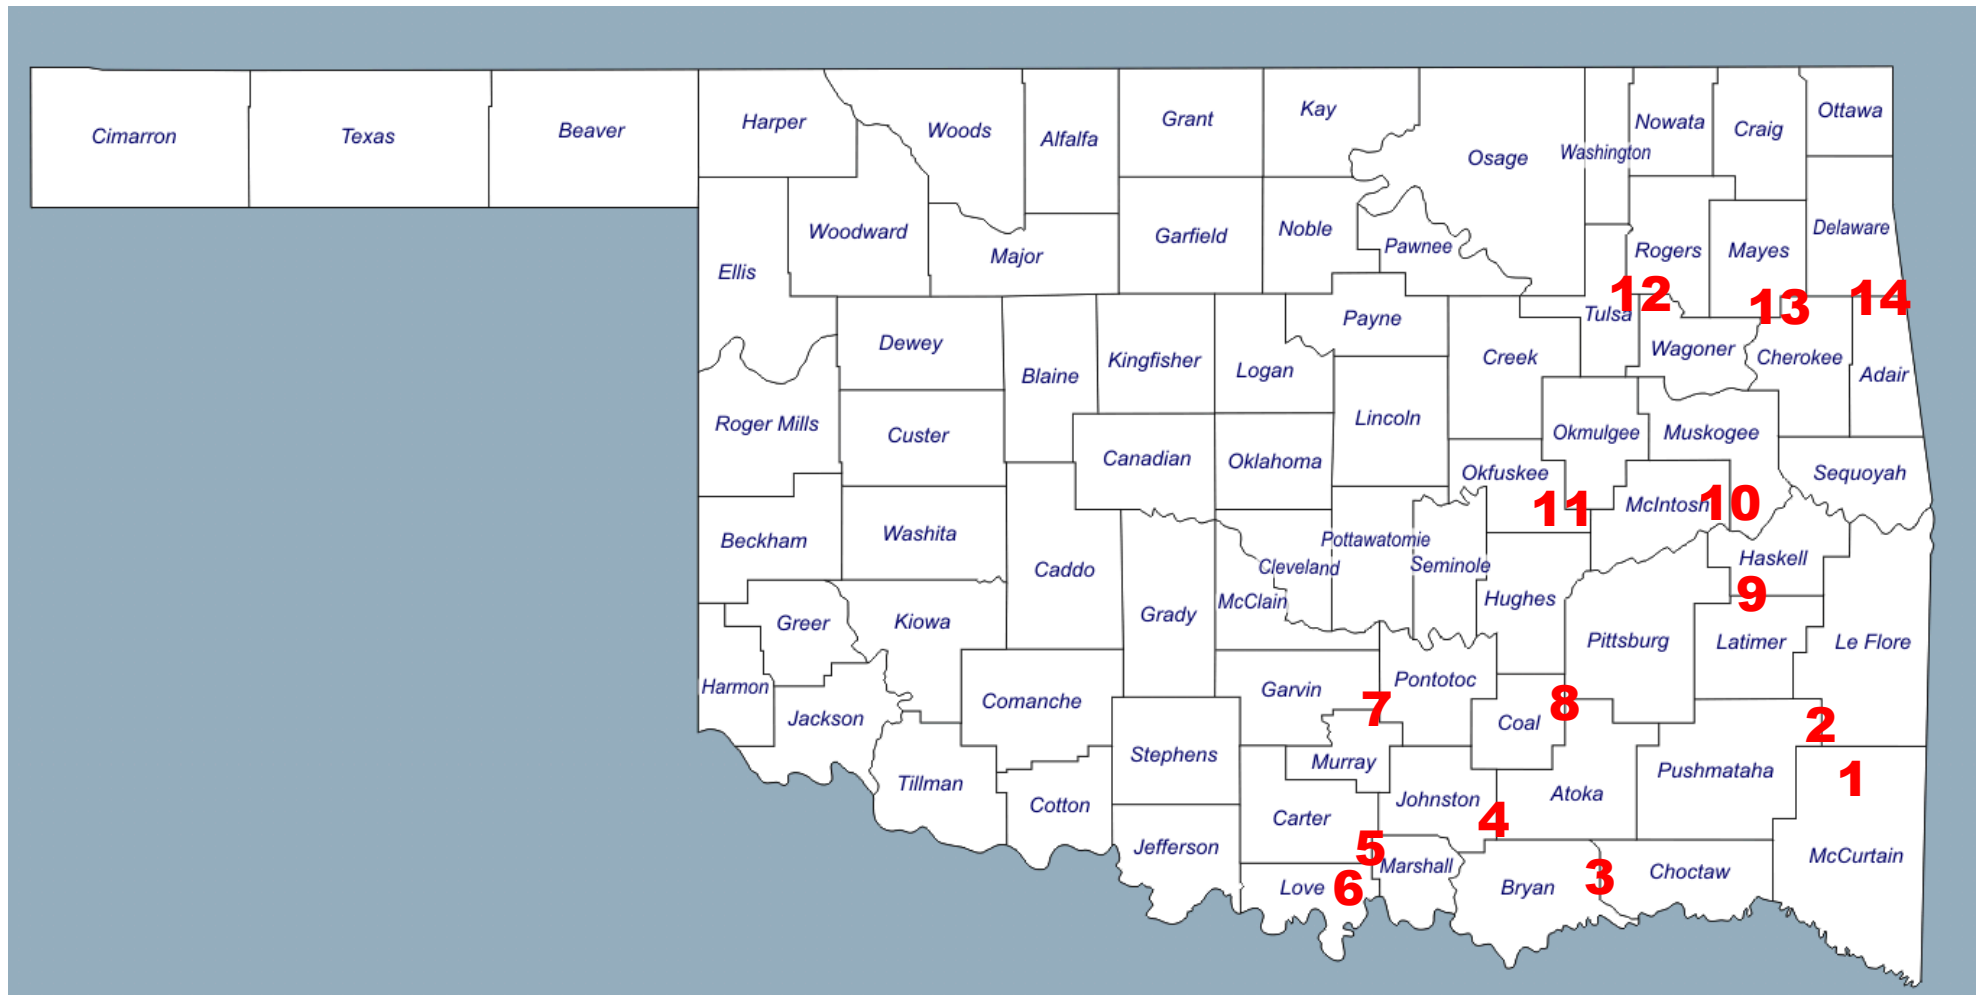 Cimarron
Texas
Beaver
Harper
Woods
Alfalfa
Grant
Kay
Osage
Washington
Nowata
Craig
Ottawa
Ellis
Woodward
Major
Garfield
Noble
Pawnee
Rogers
Mayes
Delaware
12
13
14
Dewey
Blaine
Kingfisher
Logan
Payne
Creek
Tulsa
Wagoner
Cherokee
Adair
Roger Mills
Custer
Canadian
Oklahoma
Lincoln
Okmulgee
Muskogee
Okfuskee
Sequoyah
11
McIntosh
10
Beckham
Washita
Caddo
Grady
McClain
Cleveland
Pottawatomie
Seminole
Hughes
Haskell
9
Greer
Kiowa
Pittsburg
Latimer
Le Flore
Harmon
Jackson
Comanche
Garvin
Pontotoc
7
Coal
8
2
Tillman
Cotton
Stephens
Murray
Johnston
4
Atoka
Pushmataha
1
Jefferson
Carter
5
Marshall
Love
6
Bryan
3
Choctaw
McCurtain